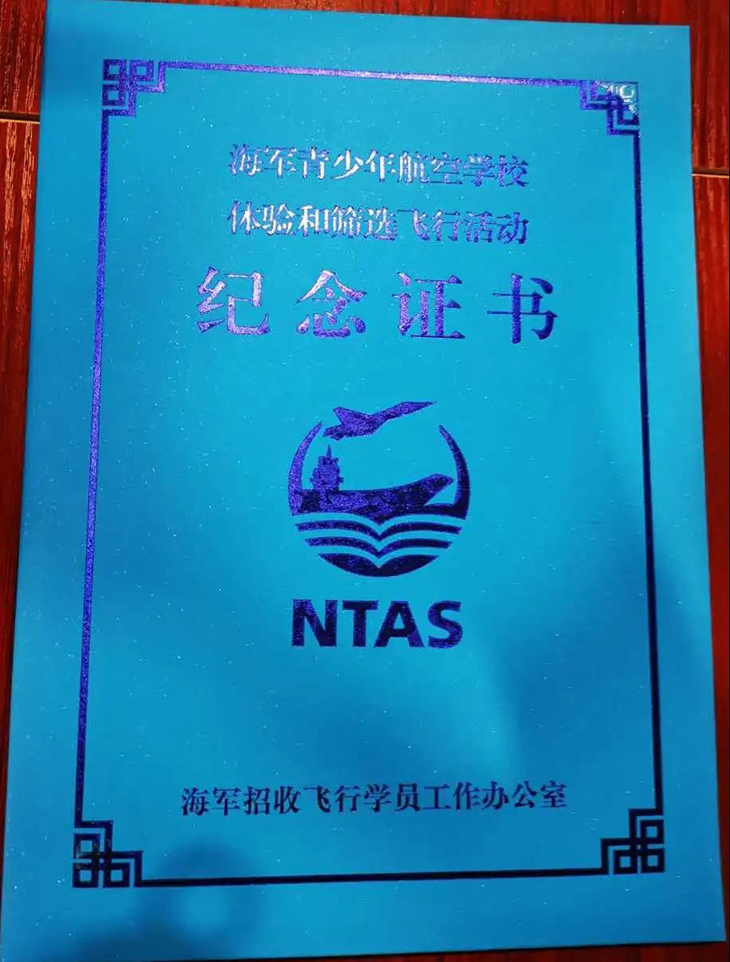 海军青少年航空学校
体验和筛选飞行活动
纪念证书
NTAS
海军招收飞行学员工作办公室